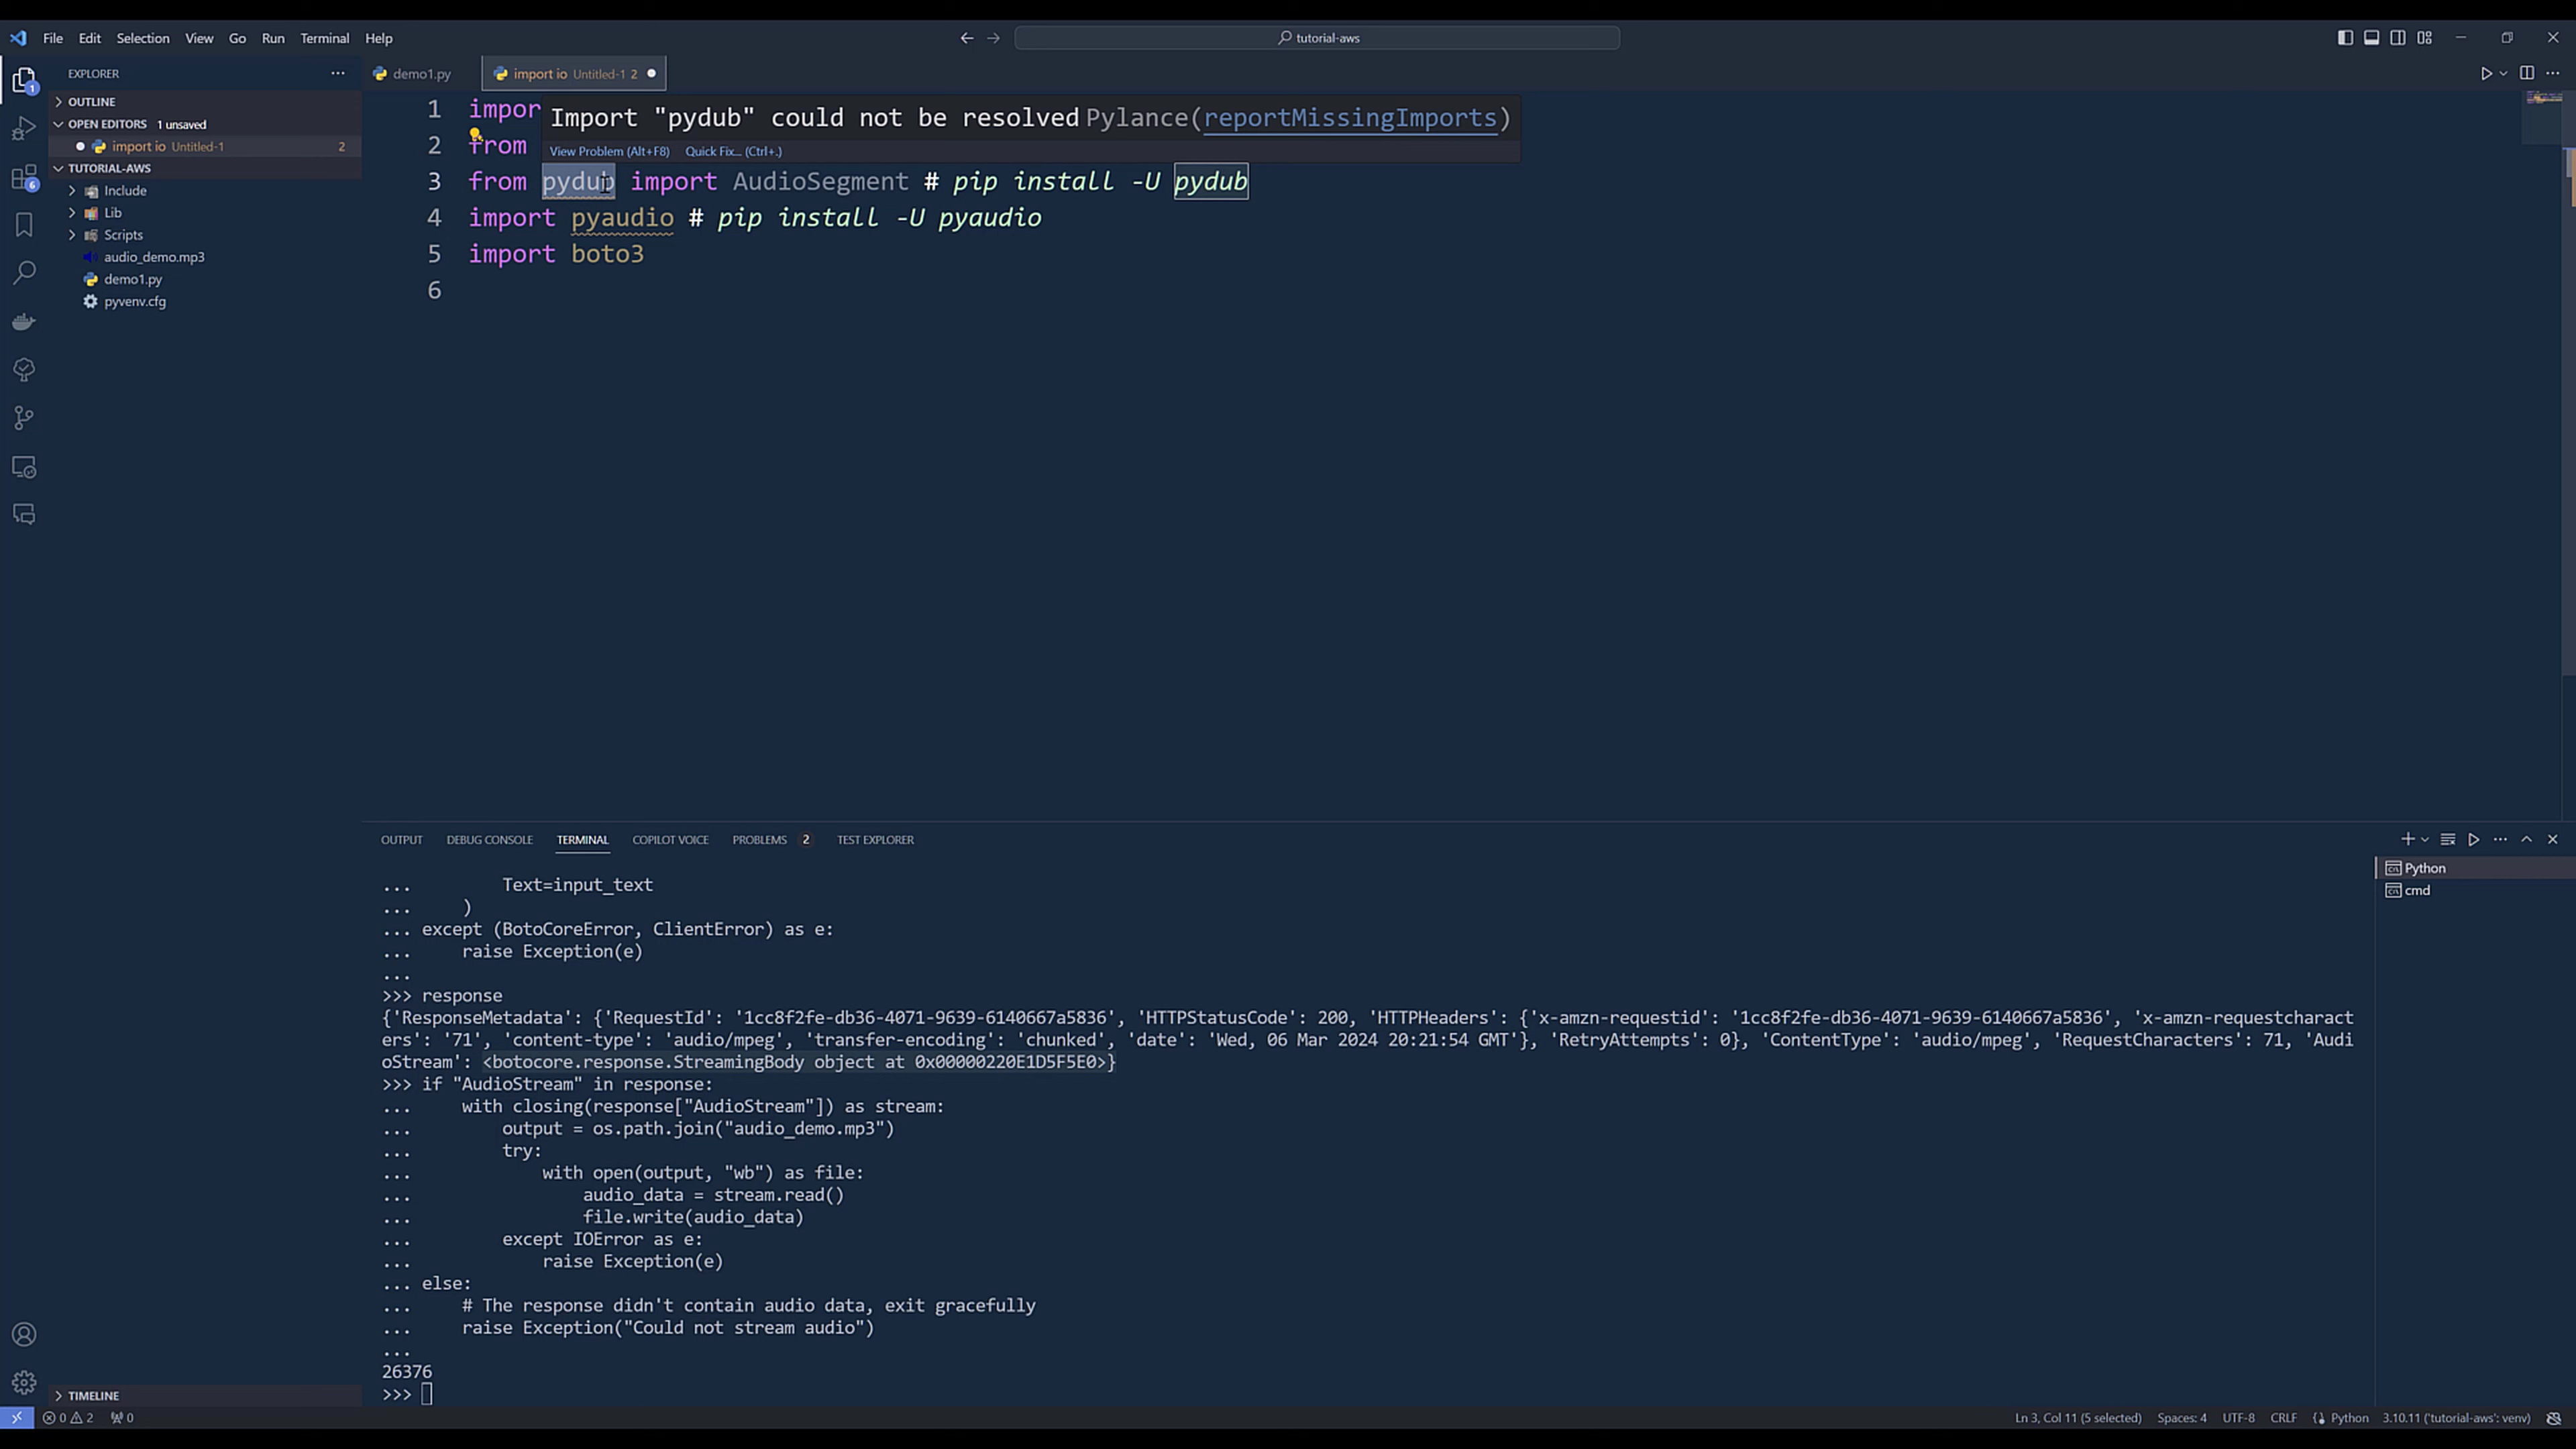 File Edit Selection View Go Run Terminal Help
tutorial-aws
EXPLORER
demo1.py
import io Untitled-1 2
OUTLINE
OPEN EDITORS 1 unsaved
import io Untitled-1 2
TUTORIAL-AWS
Include
Lib
Scripts
audio_demo.mp3
demo1.py
pyvenv.cfg
TIMELINE
1
6
1 impor
Import "pydub" could not be resolved Pylance(reportMissingImports)
View Problem (Alt+F8) Quick Fix... (Ctrl+.)
2 from
3 from pydub import AudioSegment # pip install -U pydub
4 import pyaudio # pip install -U pyaudio
5 import boto3
6
OUTPUT DEBUG CONSOLE TERMINAL COPILOT VOICE PROBLEMS 2 TEST EXPLORER
Python
cmd
... Text=input_text
... )
... except (BotoCoreError, ClientError) as e:
... raise Exception(e)
...
>>> response
{'ResponseMetadata': {'RequestId': '1cc8f2fe-db36-4071-9639-6140667a5836', 'HTTPStatusCode': 200, 'HTTPHeaders': {'x-amzn-requestid': '1cc8f2fe-db36-4071-9639-6140667a5836', 'x-amzn-requestcharact
ers': '71', 'content-type': 'audio/mpeg', 'transfer-encoding': 'chunked', 'date': 'Wed, 06 Mar 2024 20:21:54 GMT'}, 'RetryAttempts': 0}, 'ContentType': 'audio/mpeg', 'RequestCharacters': 71, 'Audi
oStream': <botocore.response.StreamingBody object at 0x00000220E1D5F5E0>}
>>> if "AudioStream" in response:
... with closing(response["AudioStream"]) as stream:
... output = os.path.join("audio_demo.mp3")
... try:
... with open(output, "wb") as file:
... audio_data = stream.read()
... file.write(audio_data)
... except IOError as e:
... raise Exception(e)
... else:
... # The response didn't contain audio data, exit gracefully
... raise Exception("Could not stream audio")
...
26376
>>>
0 2 0
Ln 3, Col 11 (5 selected) Spaces: 4 UTF-8 CRLF Python 3.10.11 ('tutorial-aws': venv)